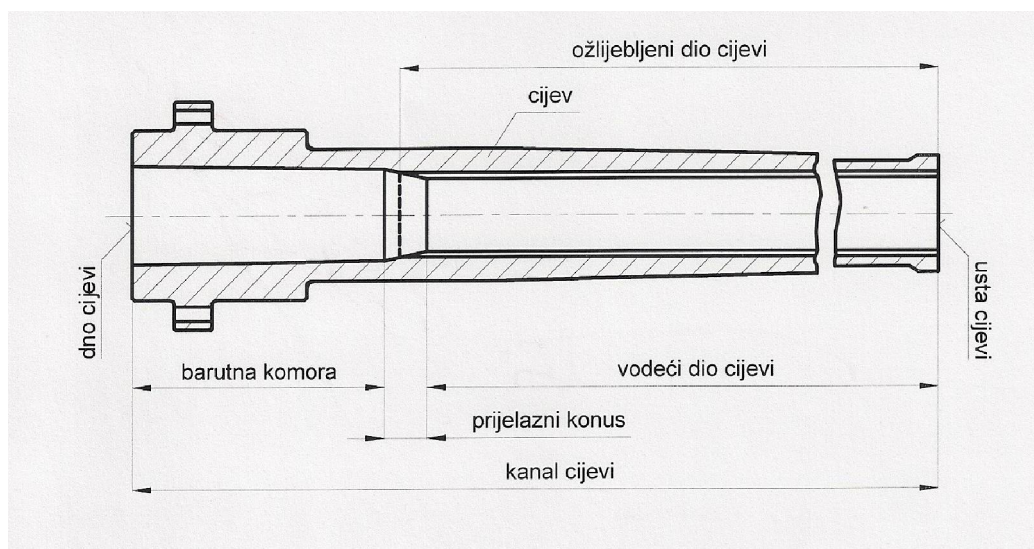 ožlijebljeni dio cijevi
cijev
dno cijevi
usta cijevi
barutna komora
vodeći dio cijevi
prijelazni konus
kanal cijevi